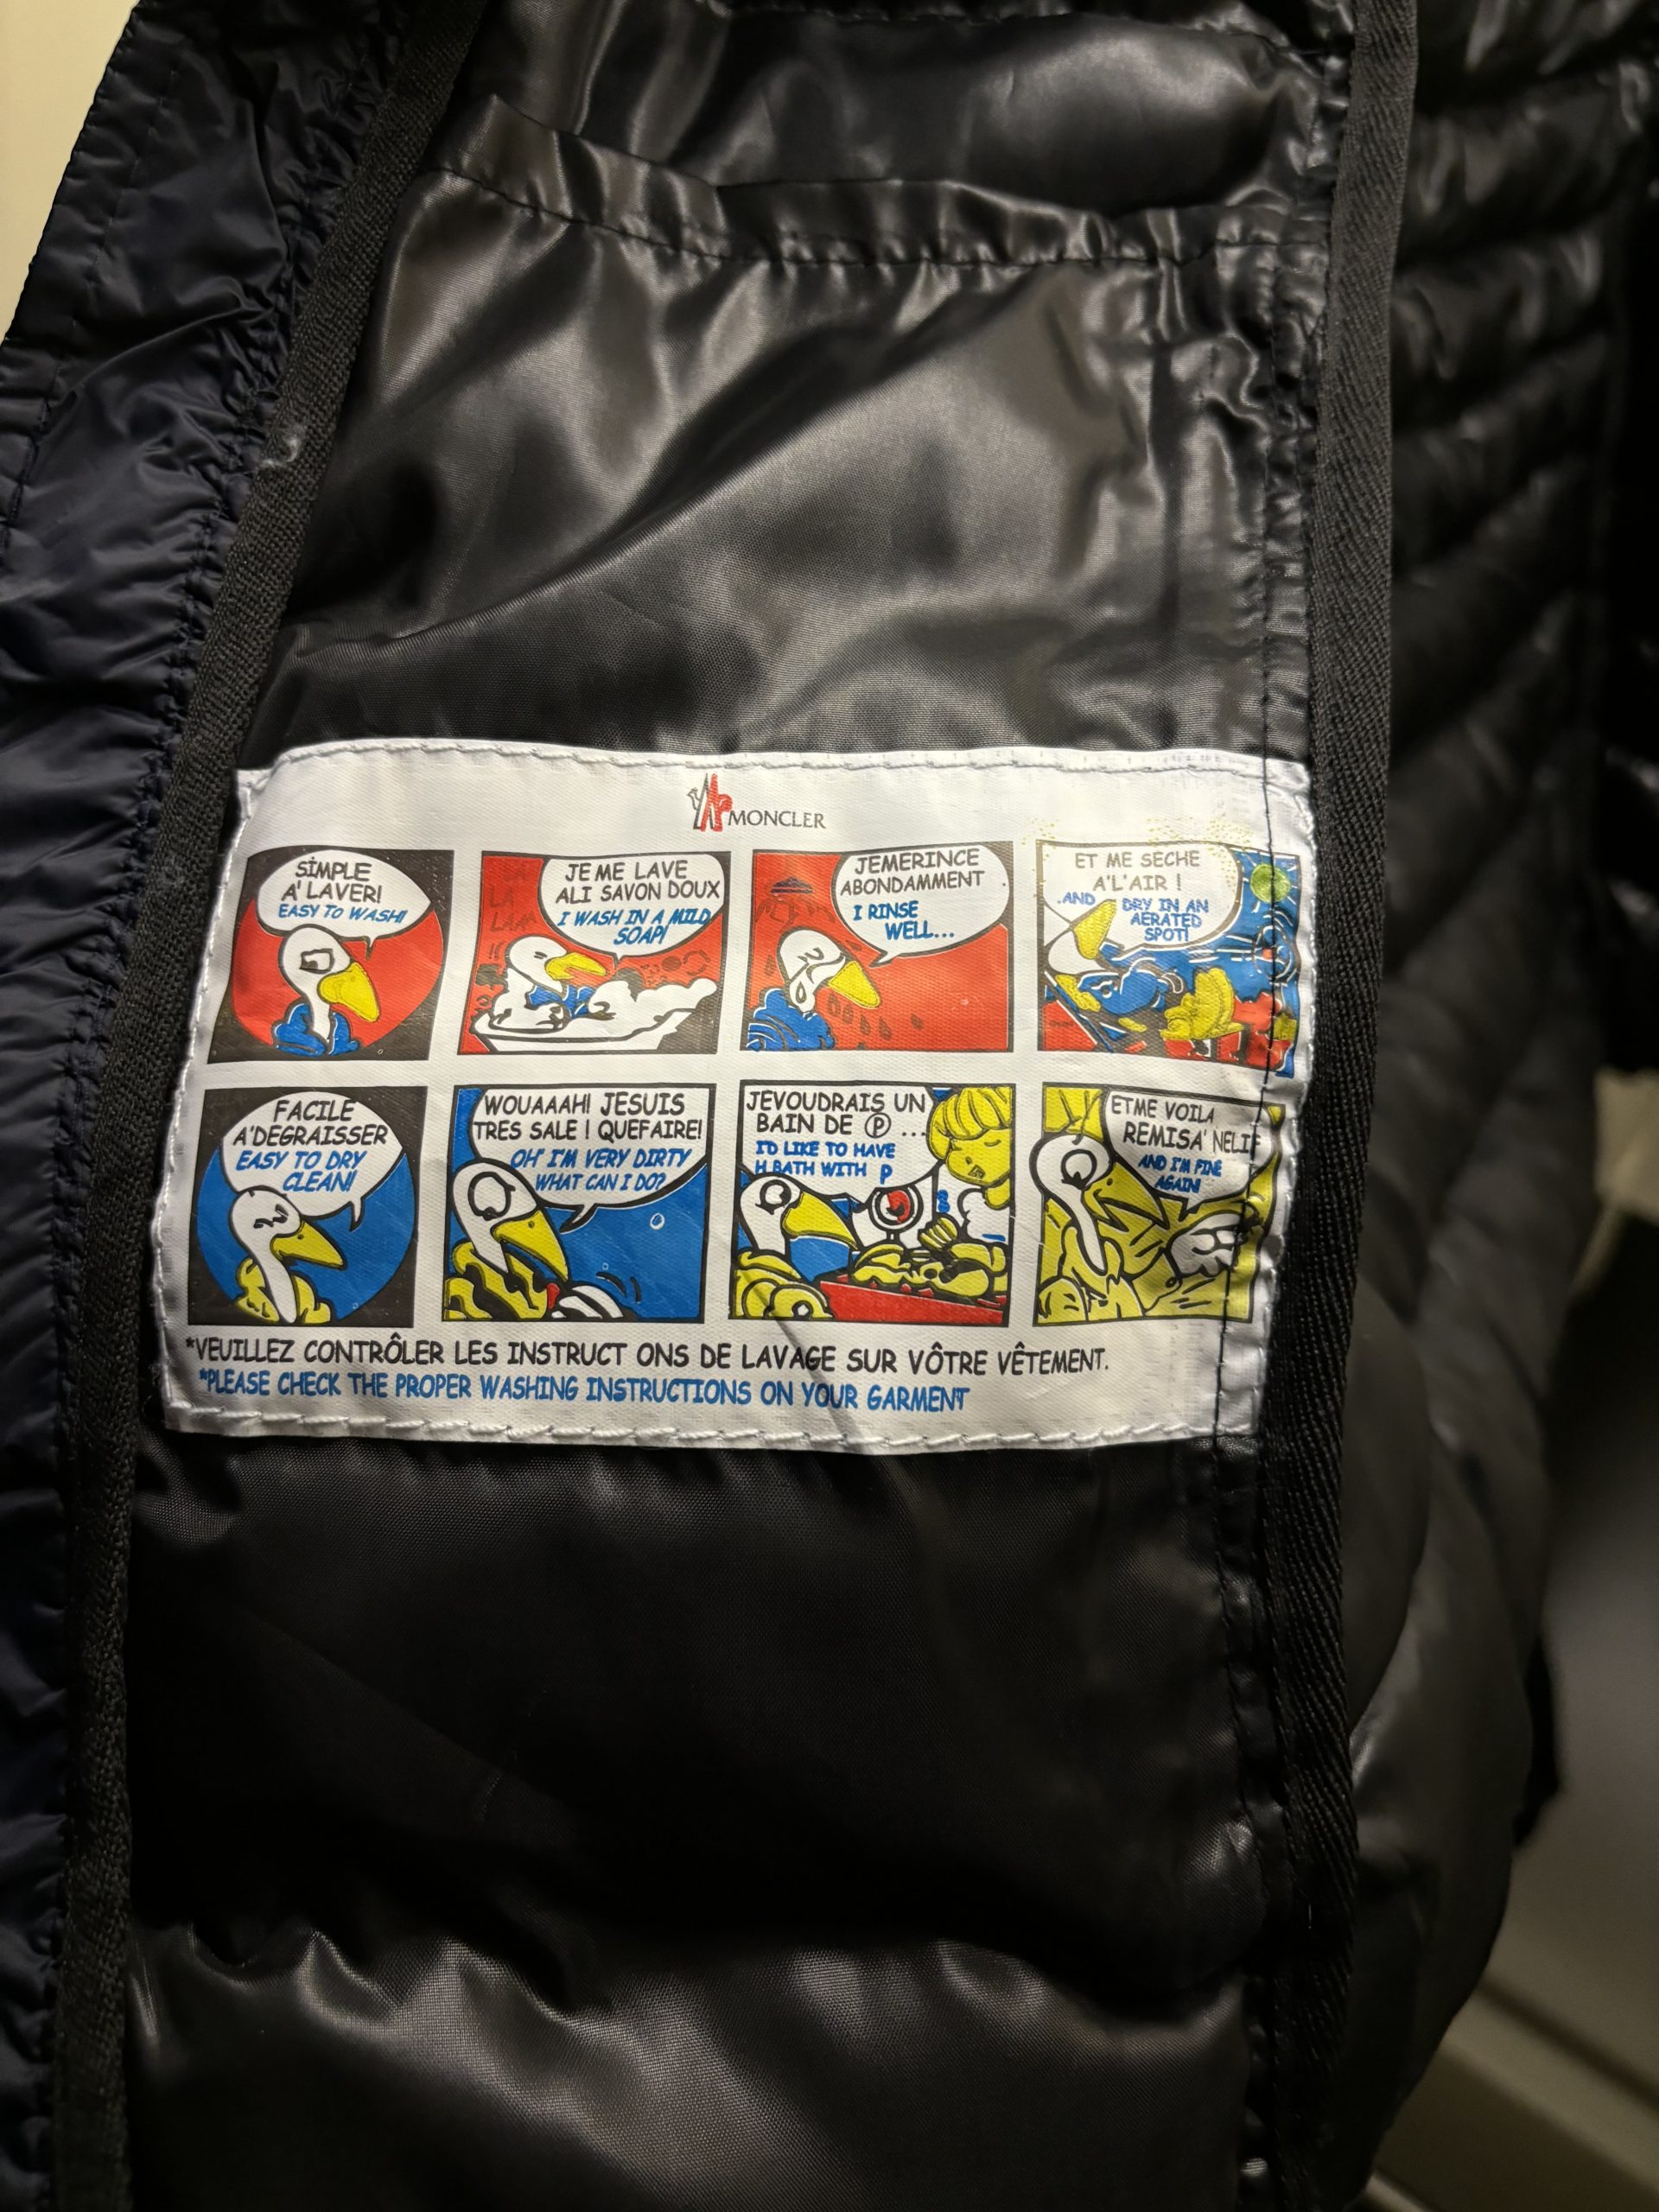 MONCLER
SIMPLE
A' LAVER!
EASY TO WASH!
JE ME LAVE
ALI SAVON DOUX
I WASH IN A MILD
SOAP!
JEMERINCE
ABONDAMMENT
I RINSE
WELL...
ET ME SECHE
A'L'AIR !
.AND DRY IN AN
AERATED
SPOT!
LA
FACILE
A'DEGRAISSER
EASY TO DRY
CLEAN!
WOUAAAH! JESUIS
TRES SALE ! QUEFAIRE!
OH' I'M VERY DIRTY
WHAT CAN I DO?
JEVOUDRAIS UN
BAIN DE Ⓟ ...
I'D LIKE TO HAVE
H BATH WITH P
ETME VOILA
REMISA' NELIF
AND I'M FINE
AGAIN!
*VEUILLEZ CONTRÔLER LES INSTRUCT ONS DE LAVAGE SUR VÔTRE VÊTEMENT.
*PLEASE CHECK THE PROPER WASHING INSTRUCTIONS ON YOUR GARMENT